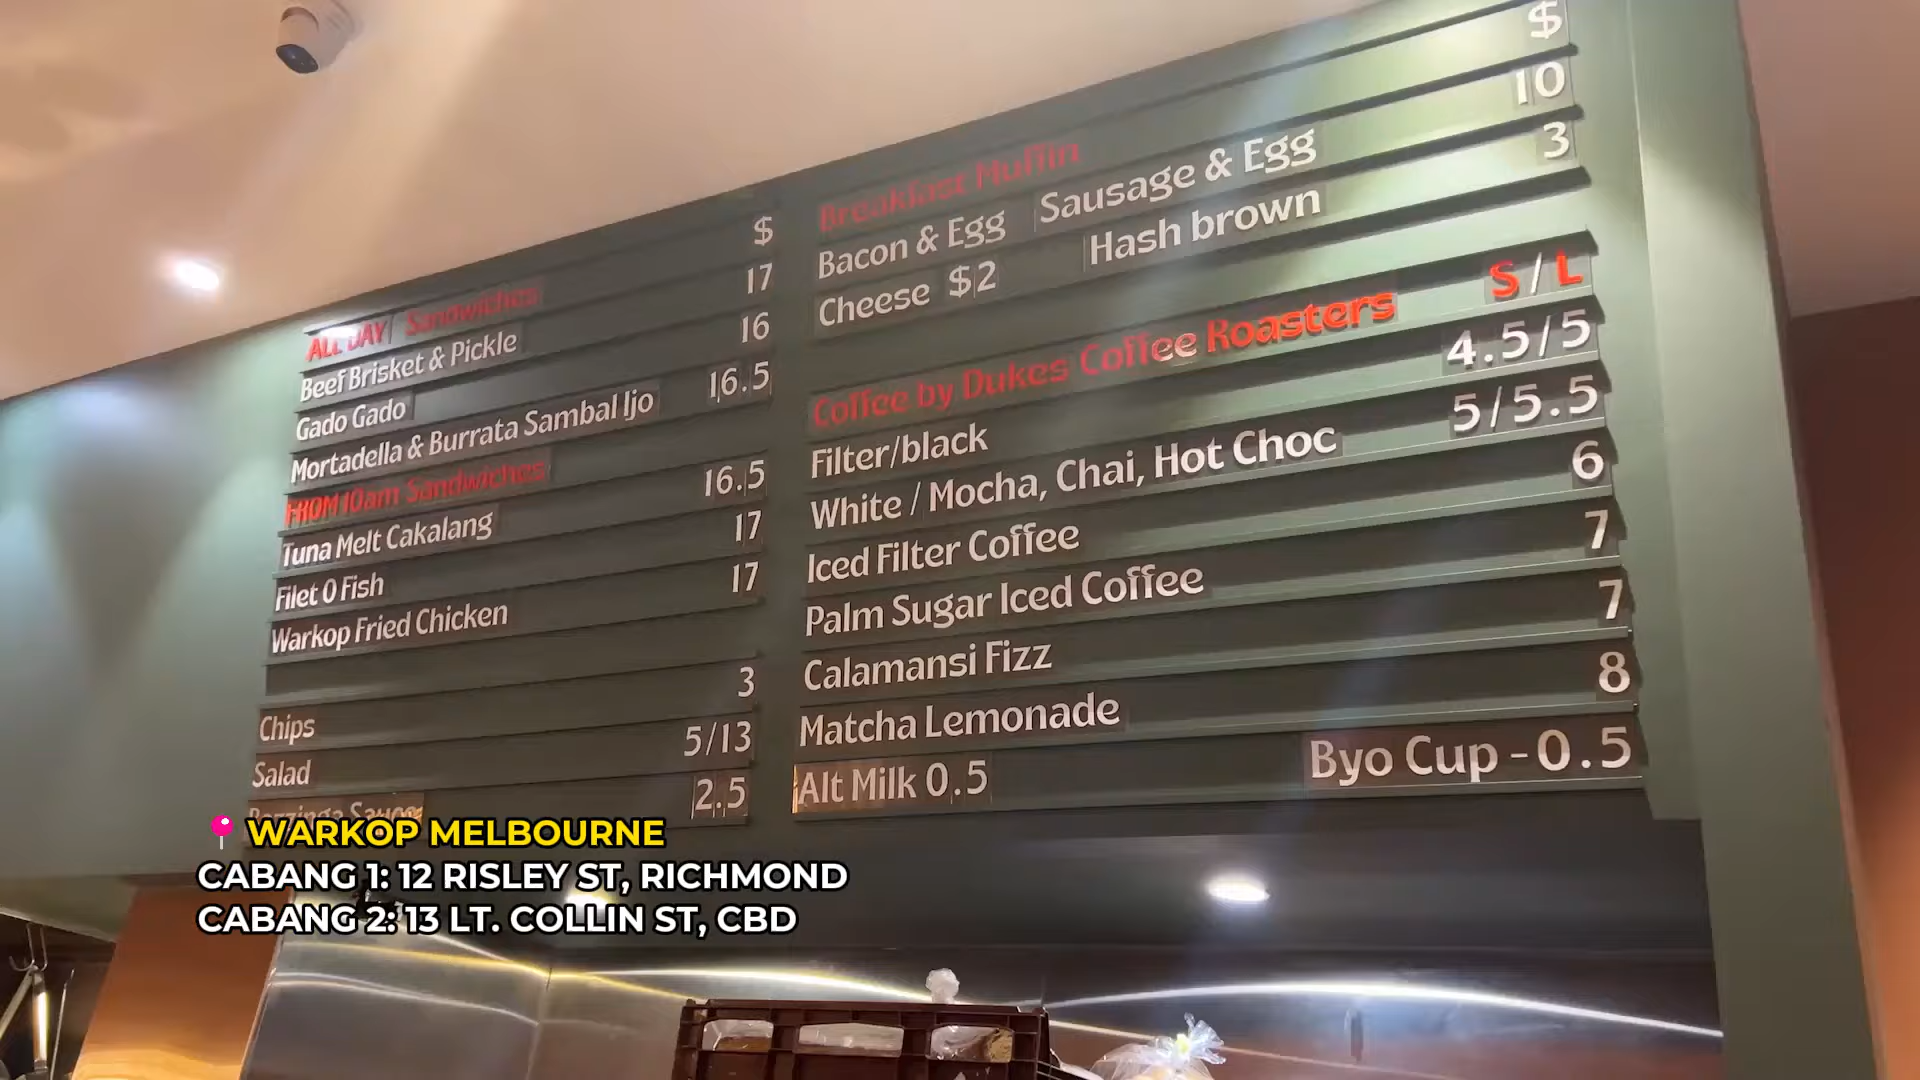 $
ALL DAY Sandwiches
Beef Brisket & Pickle 17
Gado Gado 16
Mortadella & Burrata Sambal Ijo 16.5
FROM 10am Sandwiches
Tuna Melt Cakalang 16.5
Filet O Fish 17
Warkop Fried Chicken 17
Chips 3
Salad 5/13
2.5
$
Breakfast Muffin
Bacon & Egg Sausage & Egg 10
Cheese $2 Hash brown 3
Coffee by Dukes Coffee Roasters S/L
Filter/black 4.5/5
White / Mocha, Chai, Hot Choc 5/5.5
Iced Filter Coffee 6
Palm Sugar Iced Coffee 7
Calamansi Fizz 7
Matcha Lemonade 8
Alt Milk 0.5 Byo Cup -0.5
WARKOP MELBOURNE
CABANG 1: 12 RISLEY ST, RICHMOND
CABANG 2: 13 LT. COLLIN ST, CBD